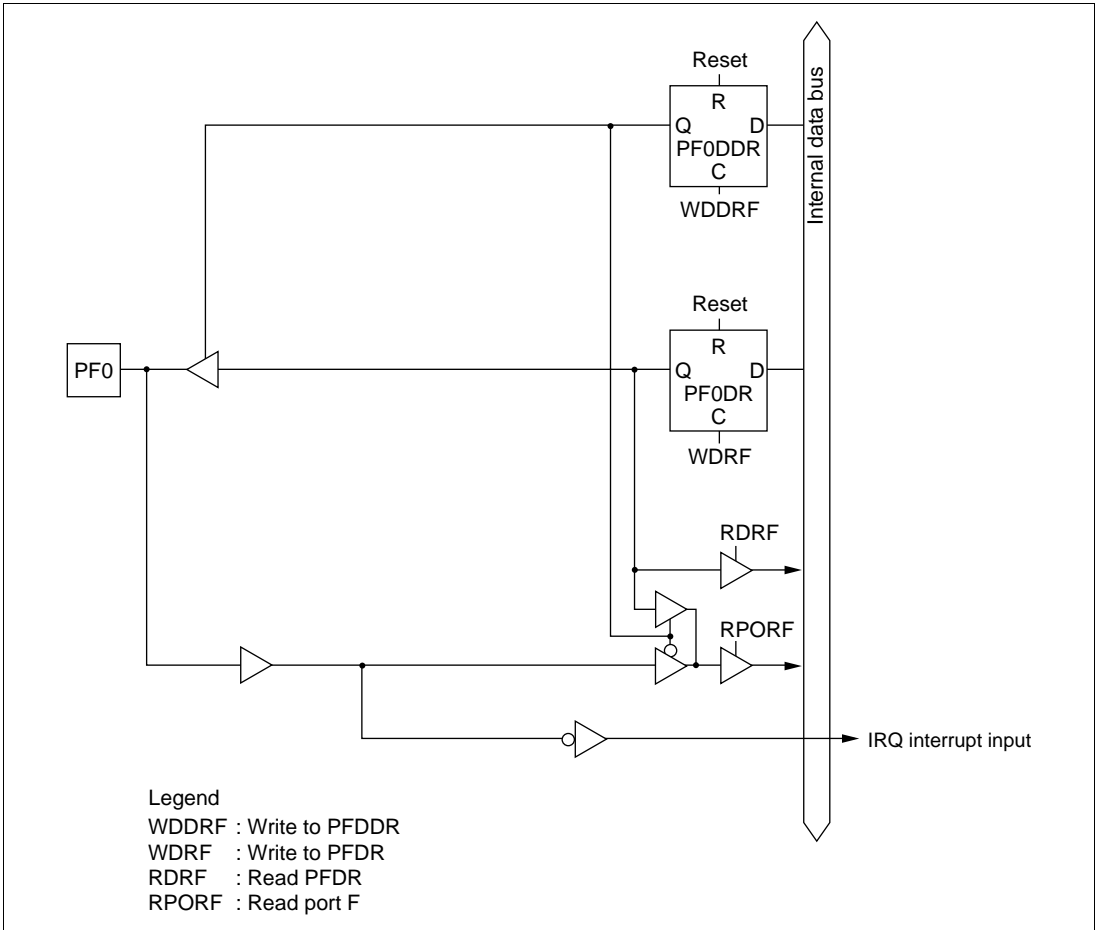 Reset
R
Q D
PF0DDR
C
WDDRF
Internal data bus
Reset
R
PF0
Q D
PF0DR
C
WDRF
RDRF
RPORF
IRQ interrupt input
Legend
WDDRF : Write to PFDDR
WDRF : Write to PFDR
RDRF : Read PFDR
RPORF : Read port F